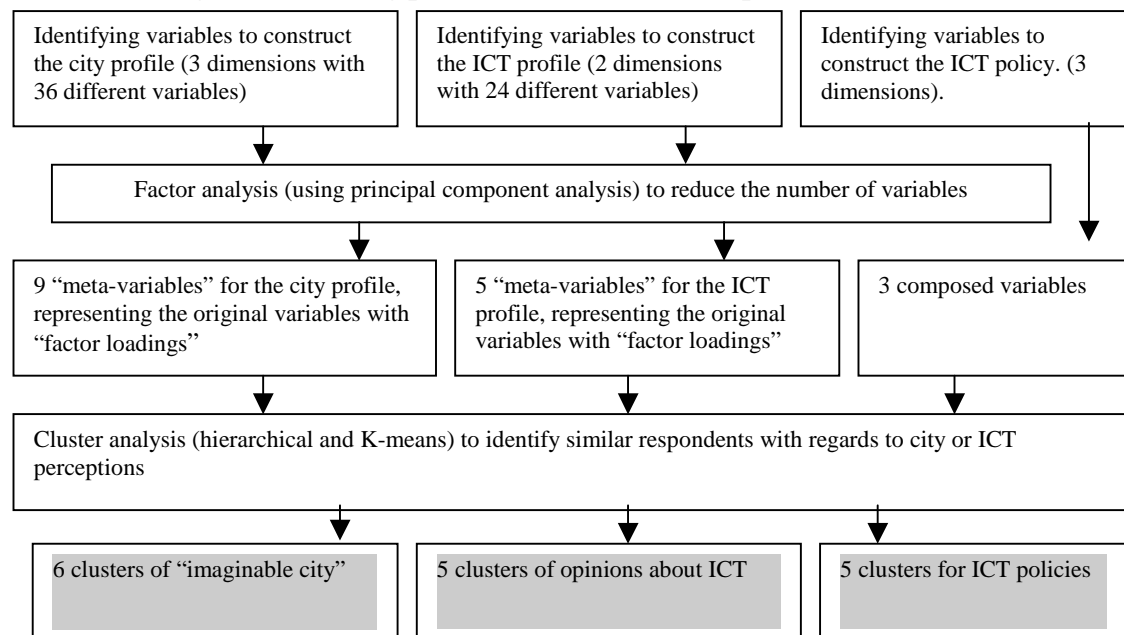 Identifying variables to construct
the city profile (3 dimensions with
36 different variables)
Identifying variables to construct
the ICT profile (2 dimensions
with 24 different variables)
Identifying variables to
construct the ICT policy. (3
dimensions).
Factor analysis (using principal component analysis) to reduce the number of variables
9 “meta-variables” for the city profile,
representing the original variables with
“factor loadings”
5 “meta-variables” for the ICT
profile, representing the original
variables with “factor loadings”
3 composed variables
Cluster analysis (hierarchical and K-means) to identify similar respondents with regards to city or ICT
perceptions
6 clusters of “imaginable city”
5 clusters of opinions about ICT
5 clusters for ICT policies